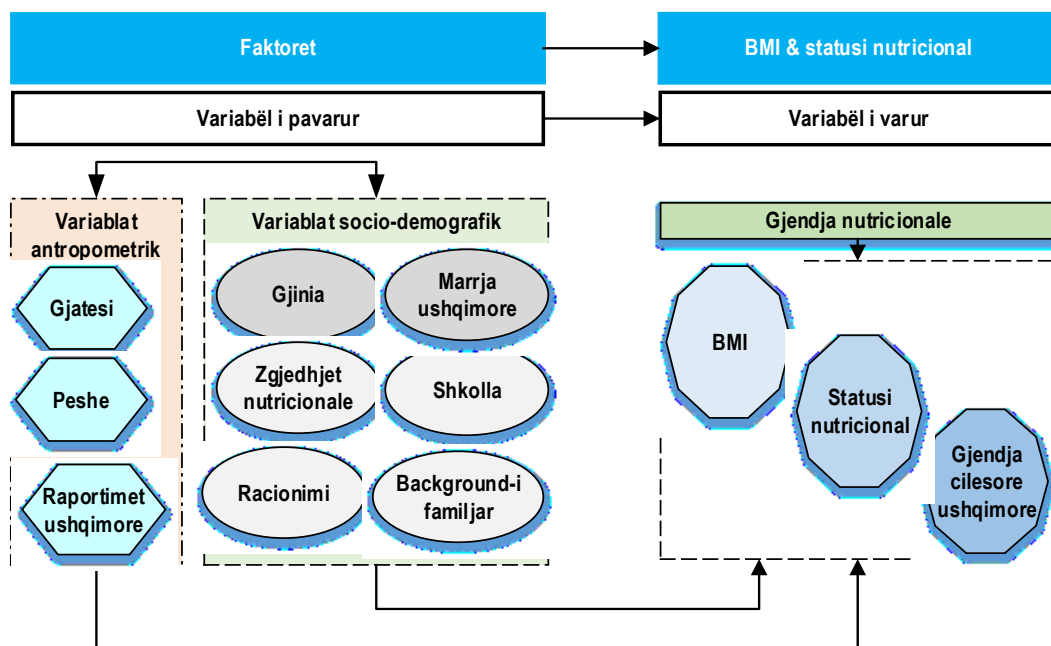 Faktoret
BMI & statusi nutricional
Variabël i pavarur
Variabël i varur
Variablat
antropometrik
Gjatesi
Peshe
Raportimet
ushqimore
Variablat socio-demografik
Gjinia
Marrja
ushqimore
Zgjedhjet
nutricionale
Shkolla
Racionimi
Background-i
familjar
Gjendja nutricionale
BMI
Statusi
nutricional
Gjendja
cilesore
ushqimore